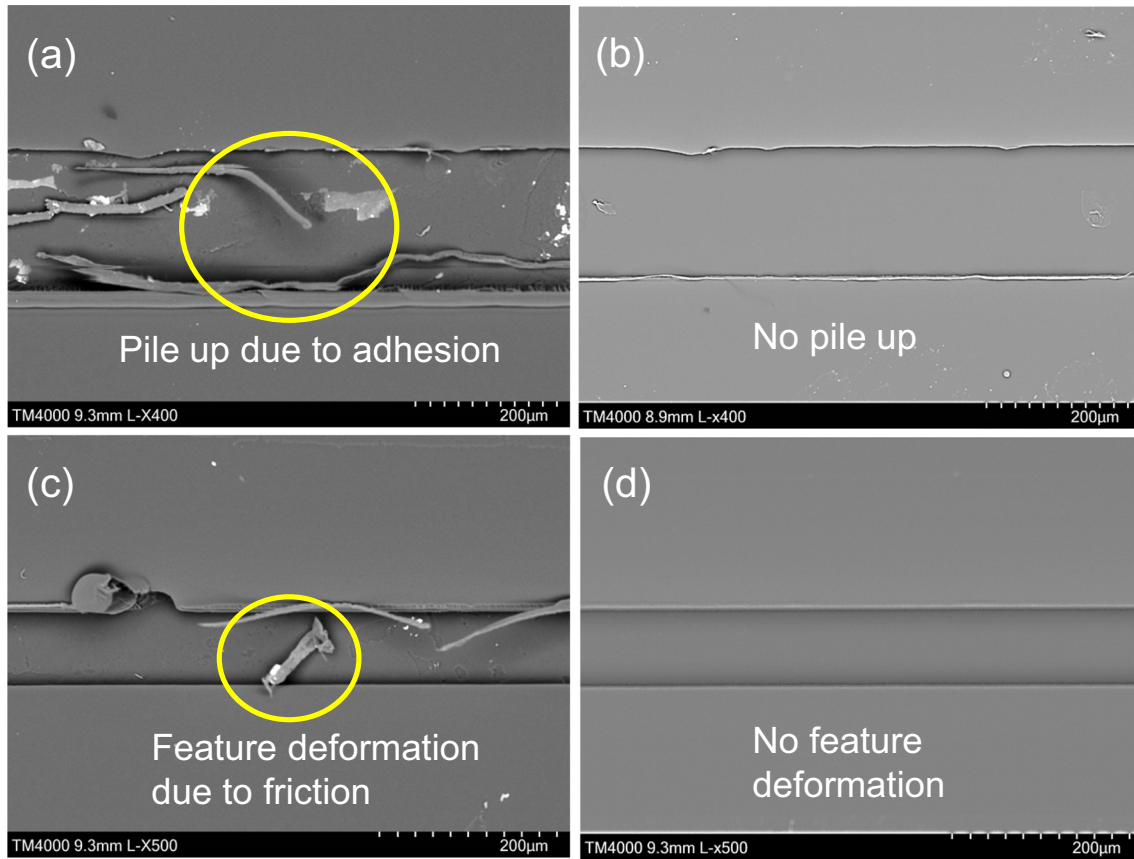 (a)
Pile up due to adhesion
TM4000 9.3mm L-X400
200µm
(b)
No pile up
TM4000 8.9mm L-x400
200µm
(c)
Feature deformation
due to friction
TM4000 9.3mm L-X500
200µm
(d)
No feature
deformation
TM4000 9.3mm L-x500
200µm